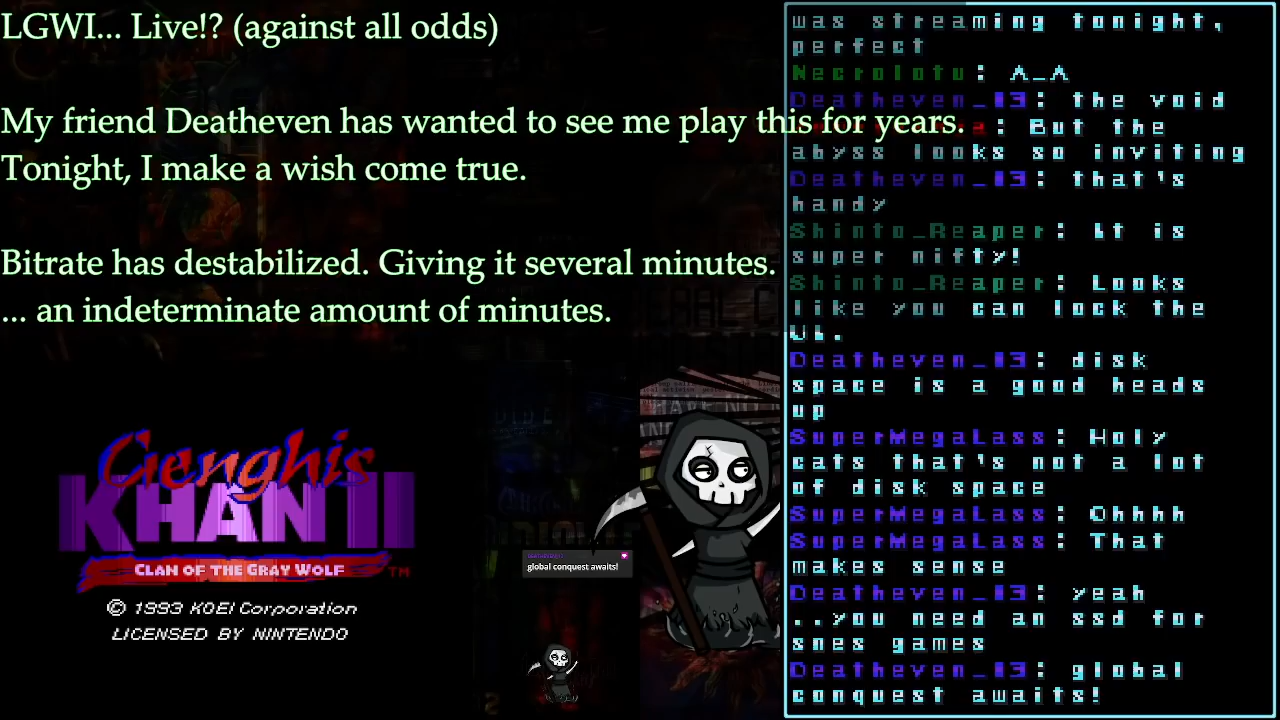 LGWI... Live!? (against all odds)
My friend Deatheven has wanted to see me play this for years.
Tonight, I make a wish come true.
Bitrate has destabilized. Giving it several minutes.
... an indeterminate amount of minutes.
Genghis
KHAN II
CLAN OF THE GRAY WOLF™
© 1993 KOEI Corporation
LICENSED BY NINTENDO
global conquest awaits!
was streaming tonight,
perfect
Necrolotu: ^_^
Deatheven_13: the void
: But the
abyss looks so inviting
Deatheven_13: that's
handy
Shinto_Reaper: It is
super nifty!
Shinto_Reaper: Looks
like you can lock the
UI.
Deatheven_13: disk
space is a good heads
up
SuperMegaLass: Holy
cats that's not a lot
of disk space
SuperMegaLass: Ohhhh
SuperMegaLass: That
makes sense
Deatheven_13: yeah
..you need an ssd for
snes games
Deatheven_13: global
conquest awaits!